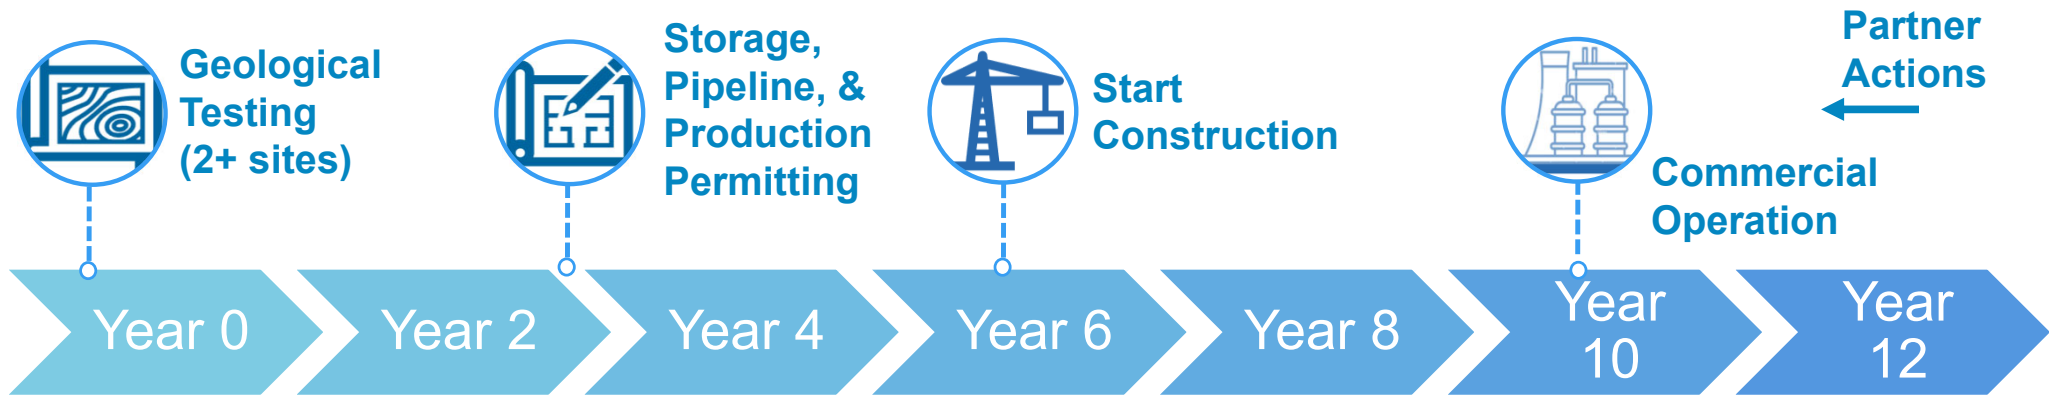 Geological
Testing
(2+ sites)
Storage,
Pipeline, &
Production
Permitting
Start
Construction
Commercial
Operation
Partner
Actions
Year 0
Year 2
Year 4
Year 6
Year 8
Year
10
Year
12